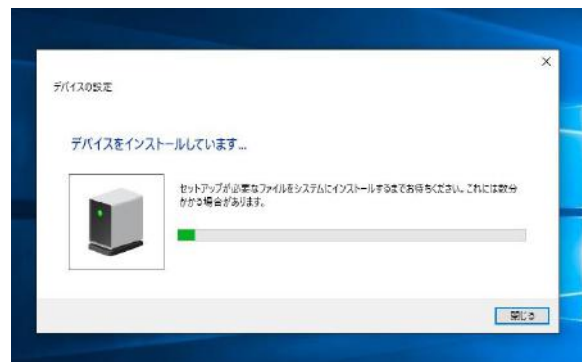 デバイスの設定
デバイスをインストールしています...
セットアップが必要なファイルをシステムにインストールするまでお待ちください。これには数分
かかる場合があります。
閉じる